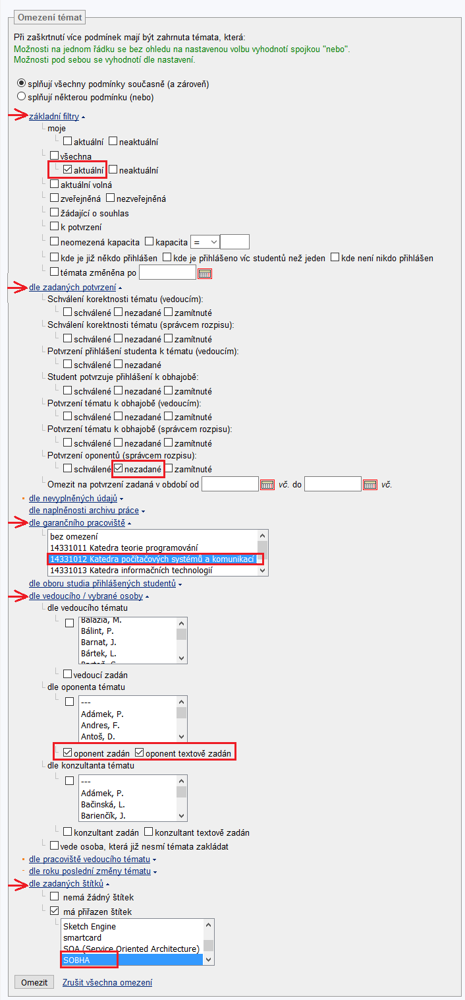 Omezení témat
Při zaškrtnutí více podmínek mají být zahrnuta témata, která:
Možnosti na jednom řádku se bez ohledu na nastavenou volbu vyhodnotí spojkou "nebo".
Možnosti pod sebou se vyhodnotí dle nastavení.
splňují všechny podmínky současně (a zároveň)
splňují některou podmínku (nebo)
základní filtry
moje
aktuální neaktuální
všechna
aktuální neaktuální
aktuální volná
zveřejněná nezveřejněná
žádající o souhlas
k potvrzení
neomezená kapacita kapacita =
kde je již někdo přihlášen kde je přihlášeno víc studentů než jeden kde není nikdo přihlášen
témata změněna po
dle zadaných potvrzení
Schválení korektnosti tématu (vedoucím):
schválené nezadané zamítnuté
Schválení korektnosti tématu (správcem rozpisu):
schválené nezadané zamítnuté
Potvrzení přihlášení studenta k tématu (vedoucím):
schválené nezadané
Student potvrzuje přihlášení k obhajobě:
schválené nezadané zamítnuté
Potvrzení tématu k obhajobě (vedoucím):
schválené nezadané zamítnuté
Potvrzení tématu k obhajobě (správcem rozpisu):
schválené nezadané zamítnuté
Potvrzení oponentů (správcem rozpisu):
schválené nezadané zamítnuté
Omezit na potvrzení zadaná v období od vč. do vč.
dle nevyplněných údajů
dle naplněnosti archivu práce
dle garančního pracoviště
bez omezení
14331011 Katedra teorie programování
14331012 Katedra počítačových systémů a komunikací
14331013 Katedra informačních technologií
dle oboru studia přihlášených studentů
dle vedoucího / vybrané osoby
dle vedoucího tématu
Balážia, M.
Bálint, P.
Barnat, J.
Bártek, L.
vedoucí zadán
dle oponenta tématu
---
Adámek, P.
Andres, F.
Antoš, D.
oponent zadán oponent textově zadán
dle konzultanta tématu
---
Adámek, P.
Bačinská, L.
Barienčík, J.
konzultant zadán konzultant textově zadán
vede osoba, která již nesmí témata zakládat
dle pracoviště vedoucího tématu
dle roku poslední změny tématu
dle zadaných štítků
nemá žádný štítek
má přiřazen štítek
Sketch Engine
smartcard
SOA (Service Oriented Architecture)
SOBHA
Omezit Zrušit všechna omezení